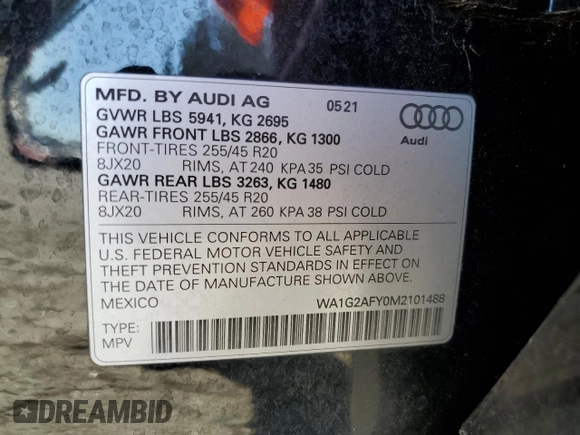 MFD. BY AUDI AG 05 21
GVWR LBS 5941, KG 2695
GAWR FRONT LBS 2866, KG 1300
FRONT-TIRES 255/45 R20
8JX20 RIMS, AT 240 KPA 35 PSI COLD
GAWR REAR LBS 3263, KG 1480
REAR-TIRES 255/45 R20
8JX20 RIMS, AT 260 KPA 38 PSI COLD
Audi
THIS VEHICLE CONFORMS TO ALL APPLICABLE
U.S. FEDERAL MOTOR VEHICLE SAFETY AND
THEFT PREVENTION STANDARDS IN EFFECT ON
THE DATE OF MANUFACTURE SHOWN ABOVE.
MEXICO WA1G2AFY0M2101488
TYPE:
MPV
DREAMBID